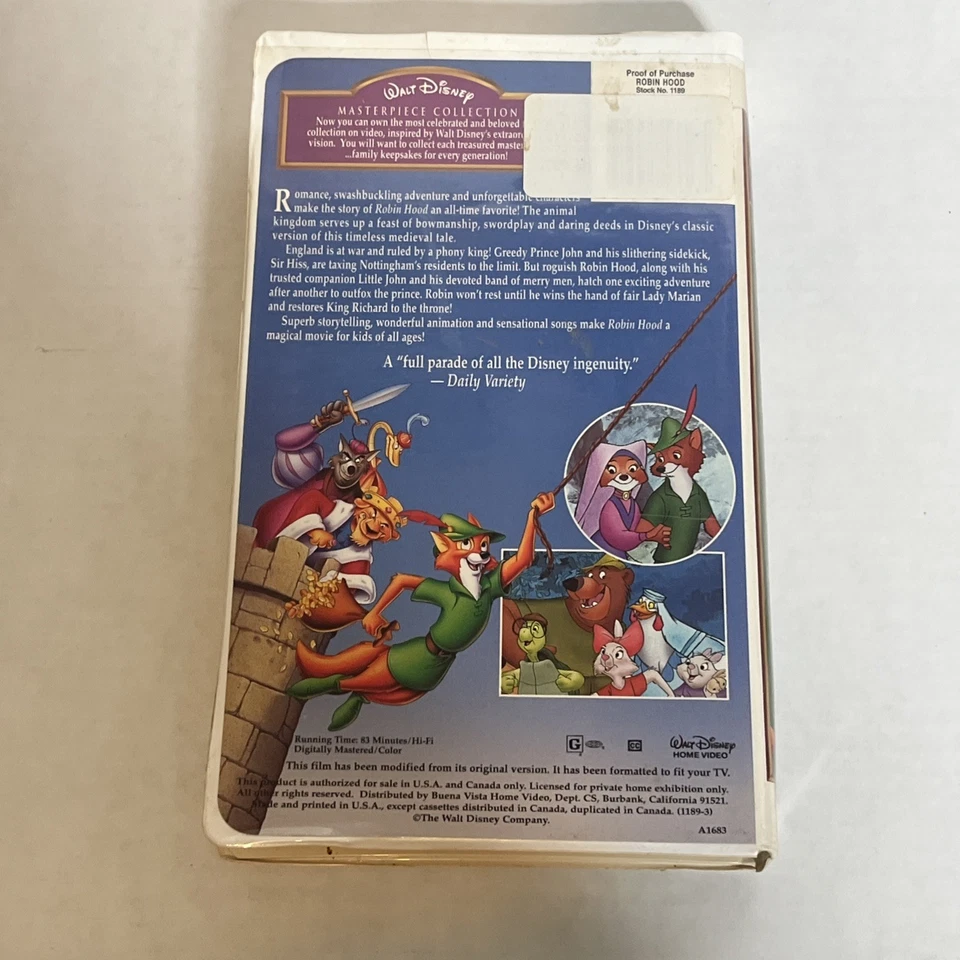 Proof of Purchase
ROBIN HOOD
Stock No. 1189
WALT DISNEY
MASTERPIECE COLLECTION
Now you can own the most celebrated and beloved
collection on video, inspired by Walt Disney's
vision. You will want to collect each treasured
...family keepsakes for every generation!
Romance, swashbuckling adventure and unforgettable characters
make the story of Robin Hood an all-time favorite! The animal
kingdom serves up a feast of bowmanship, swordplay and daring deeds in Disney's classic
version of this timeless medieval tale.
England is at war and ruled by a phony king! Greedy Prince John and his slithering sidekick,
Sir Hiss, are taxing Nottingham's residents to the limit. But roguish Robin Hood, along with his
trusted companion Little John and his devoted band of merry men, hatch one exciting adventure
after another to outfox the prince. Robin won't rest until he wins the hand of fair Lady Marian
and restores King Richard to the throne!
Superb storytelling, wonderful animation and sensational songs make Robin Hood a
magical movie for kids of all ages!
A "full parade of all the Disney ingenuity."
— Daily Variety
Running Time: 83 Minutes/Hi-Fi
Digitally Mastered/Color
G
CC
WALT DISNEY
HOME VIDEO
This film has been modified from its original version. It has been formatted to fit your TV.
This product is authorized for sale in U.S.A. and Canada only. Licensed for private home exhibition only.
All other rights reserved. Distributed by Buena Vista Home Video, Dept. CS, Burbank, California 91521.
Made and printed in U.S.A., except cassettes distributed in Canada, duplicated in Canada. (1189-3)
©The Walt Disney Company.
A1683